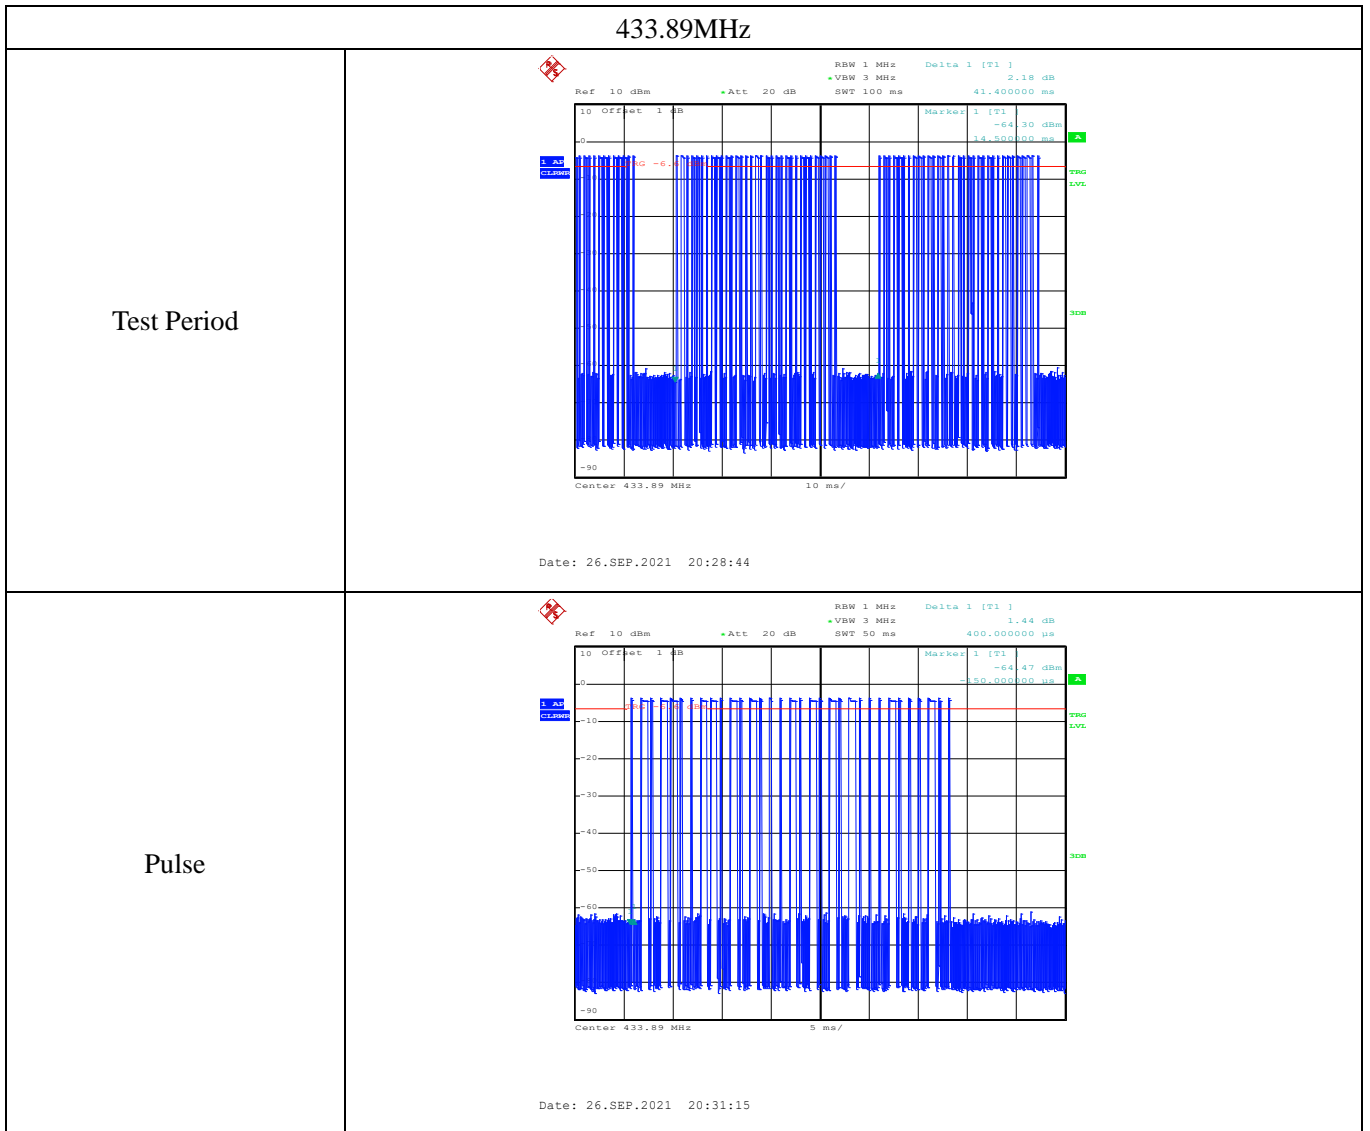 433.89MHz
Test Period
RBW 1 MHz Delta 1 [T1 ]
VBW 3 MHz 2.18 dB
Ref 10 dBm Att 20 dB SWT 100 ms 41.400000 ms
10 Offset 1 dB Marker 1 [T1 ]
-64.30 dBm
14.500000 ms
A
0
1 AP
CLRWR
TRG
LVL
3DB
-90
Center 433.89 MHz 10 ms/
Date: 26.SEP.2021 20:28:44
Pulse
RBW 1 MHz Delta 1 [T1 ]
VBW 3 MHz 1.44 dB
Ref 10 dBm Att 20 dB SWT 50 ms 400.000000 µs
10 Offset 1 dB Marker 1 [T1 ]
-64.47 dBm
-150.000000 µs
A
0
1 AP
CLRWR
TRG dBm
TRG
LVL
-10
-20
-30
-40
-50
3DB
-60
-90
Center 433.89 MHz 5 ms/
Date: 26.SEP.2021 20:31:15